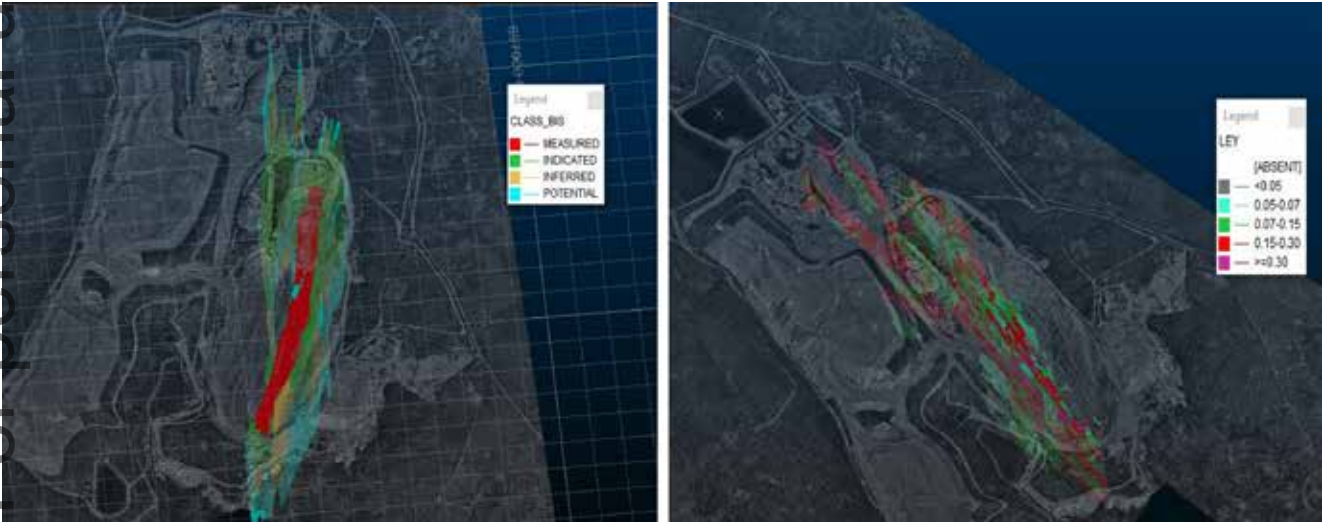 Legend
CLASS_BIS
MEASURED
INDICATED
INFERRED
POTENTIAL
Legend
LEY
[ABSENT]
<0.05
0.05-0.07
0.07-0.15
0.15-0.30
>=0.30